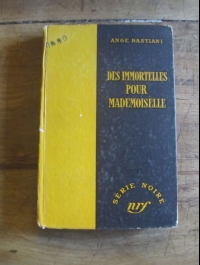 ANGE BASTIANI
DES IMMORTELLES
POUR
MADEMOISELLE
SÉRIE NOIRE
nrf